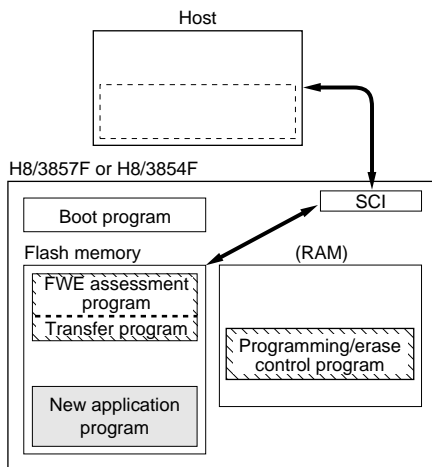 Host
H8/3857F or H8/3854F
SCI
Boot program
Flash memory
(RAM)
FWE assessment
program
Transfer program
Programming/erase
control program
New application
program